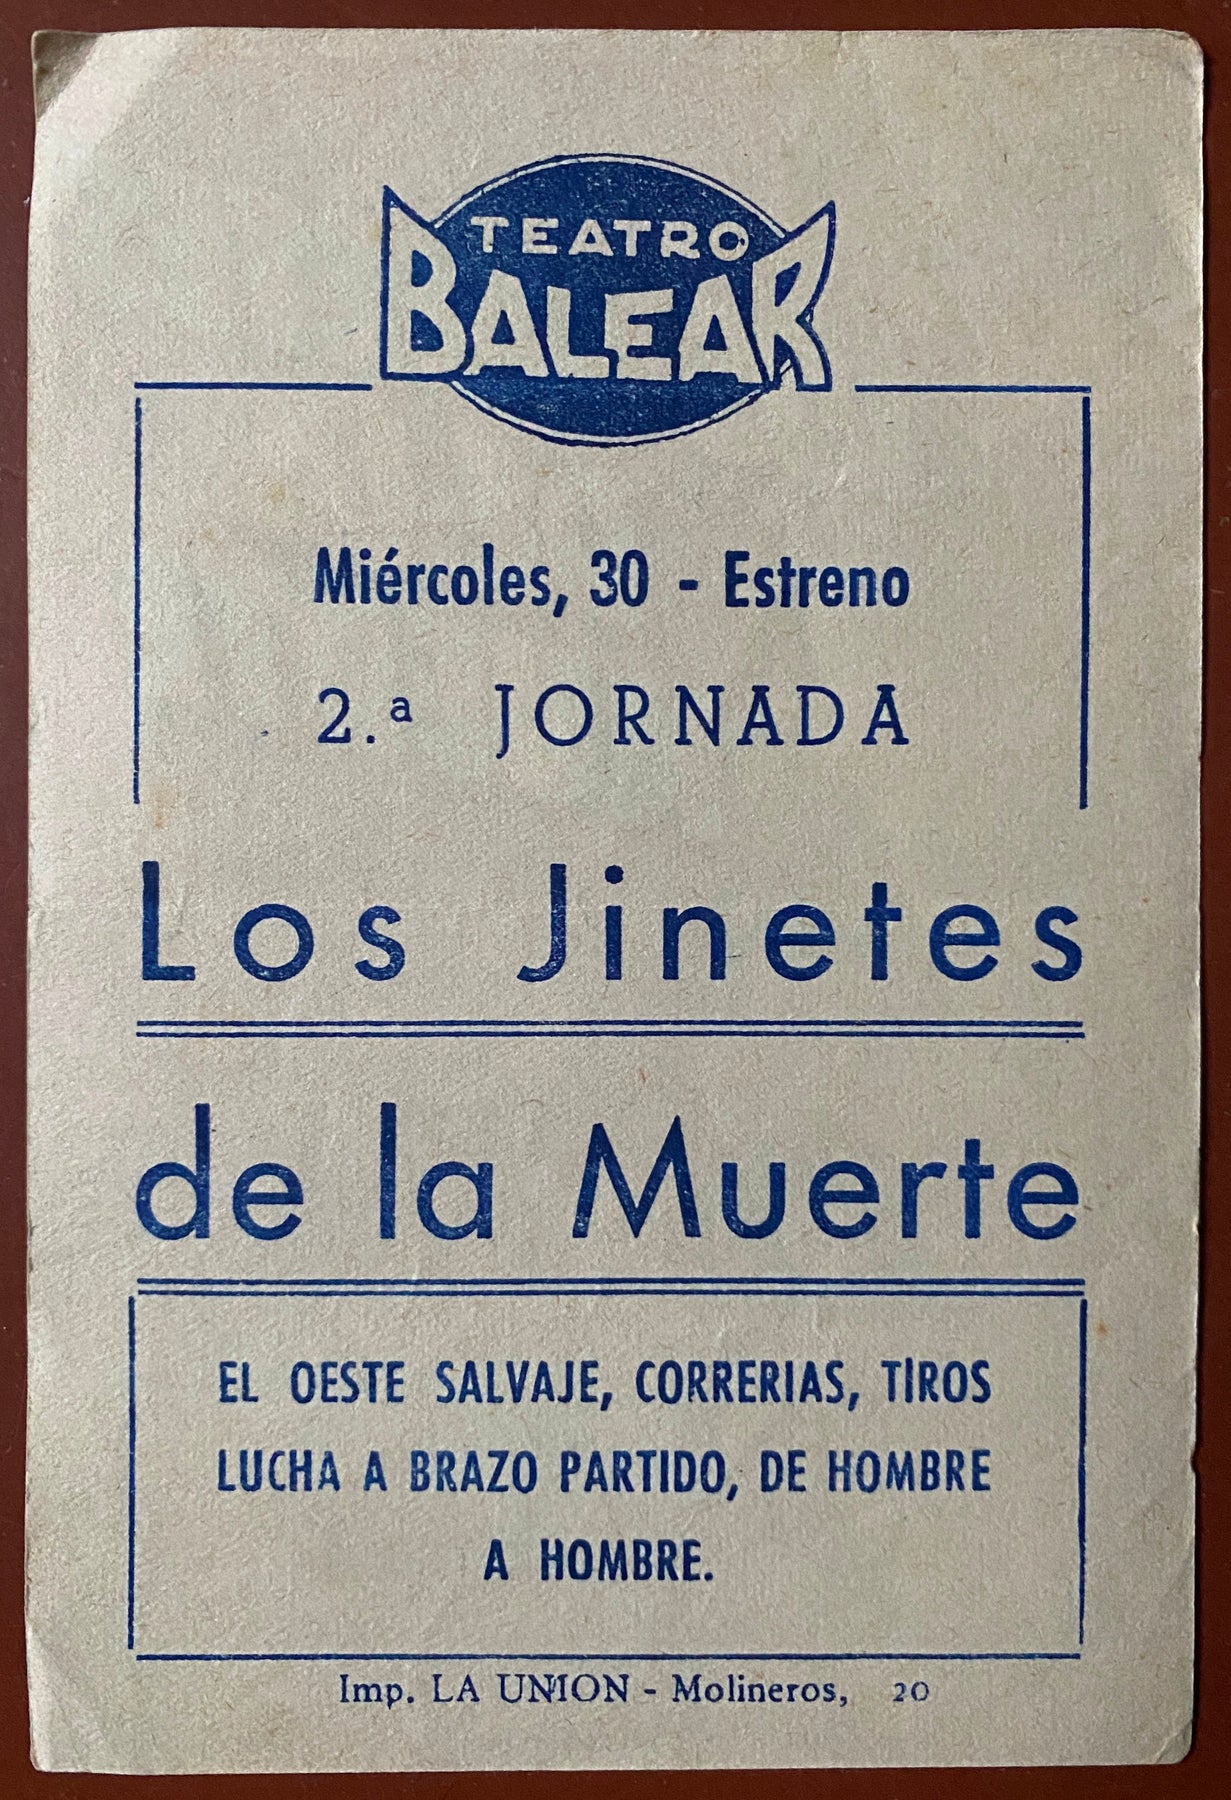 TEATRO
BALEAR
Miércoles, 30 - Estreno
2.ª JORNADA
Los Jinetes
de la Muerte
EL OESTE SALVAJE, CORRERIAS, TIROS
LUCHA A BRAZO PARTIDO, DE HOMBRE
A HOMBRE.
Imp. LA UNION - Molineros, 20